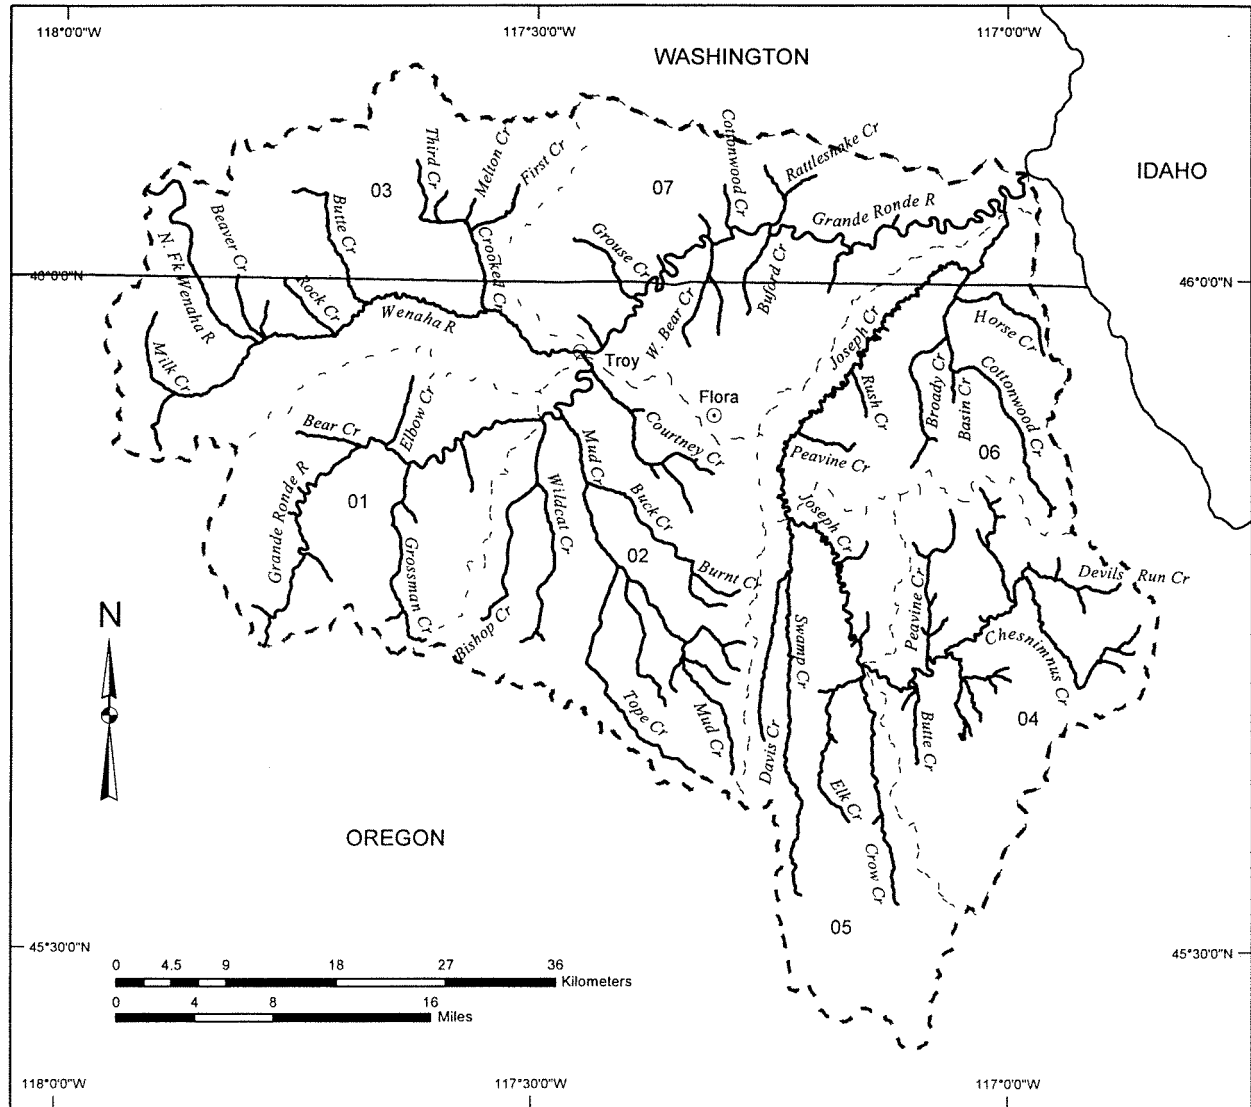 118°0'0"W
117°30'0"W
117°0'0"W
WASHINGTON
IDAHO
Third Cr
Melton Cr
First Cr
Cottonwood Cr
Rattlesnake Cr
03
07
N. Fk Wenaha R
Beaver Cr
Butte Cr
Grande Ronde R
Grouse Cr
Crooked Cr
Buford Cr
46°0'0"N
46°0'0"N
Rock Cr
Wenaha R
W. Bear Cr
Joseph Cr
Horse Cr
Milk Cr
Troy
Flora
Rush Cr
Broady Cr
Basin Cr
Cottonwood Cr
Bear Cr
Elbow Cr
Mud Cr
Courtney Cr
Peavine Cr
06
Grande Ronde R
01
Wildcat Cr
Buck Cr
Joseph Cr
Grossman Cr
02
Burnt Cr
Devils Run Cr
N
Bishop Cr
Swamp Cr
Peavine Cr
Chesnimnus Cr
Tope Cr
Mud Cr
Davis Cr
Butte Cr
04
OREGON
Elk Cr
Crow Cr
05
45°30'0"N
45°30'0"N
0 4.5 9 18 27 36
Kilometers
0 4 8 16
Miles
118°0'0"W
117°30'0"W
117°0'0"W